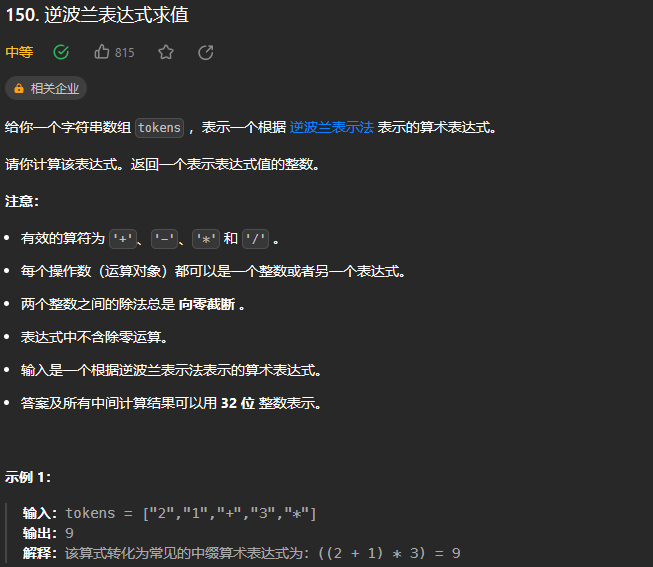 150. 逆波兰表达式求值
中等 815
相关企业
给你一个字符串数组 tokens ，表示一个根据 逆波兰表示法 表示的算术表达式。
请你计算该表达式。返回一个表示表达式值的整数。
注意：
• 有效的算符为 '+'、'-'、'*' 和 '/' 。
• 每个操作数（运算对象）都可以是一个整数或者另一个表达式。
• 两个整数之间的除法总是 向零截断 。
• 表达式中不含除零运算。
• 输入是一个根据逆波兰表示法表示的算术表达式。
• 答案及所有中间计算结果可以用 32 位 整数表示。
示例 1：
输入：tokens = ["2","1","+","3","*"]
输出：9
解释：该算式转化为常见的中缀算术表达式为：((2 + 1) * 3) = 9